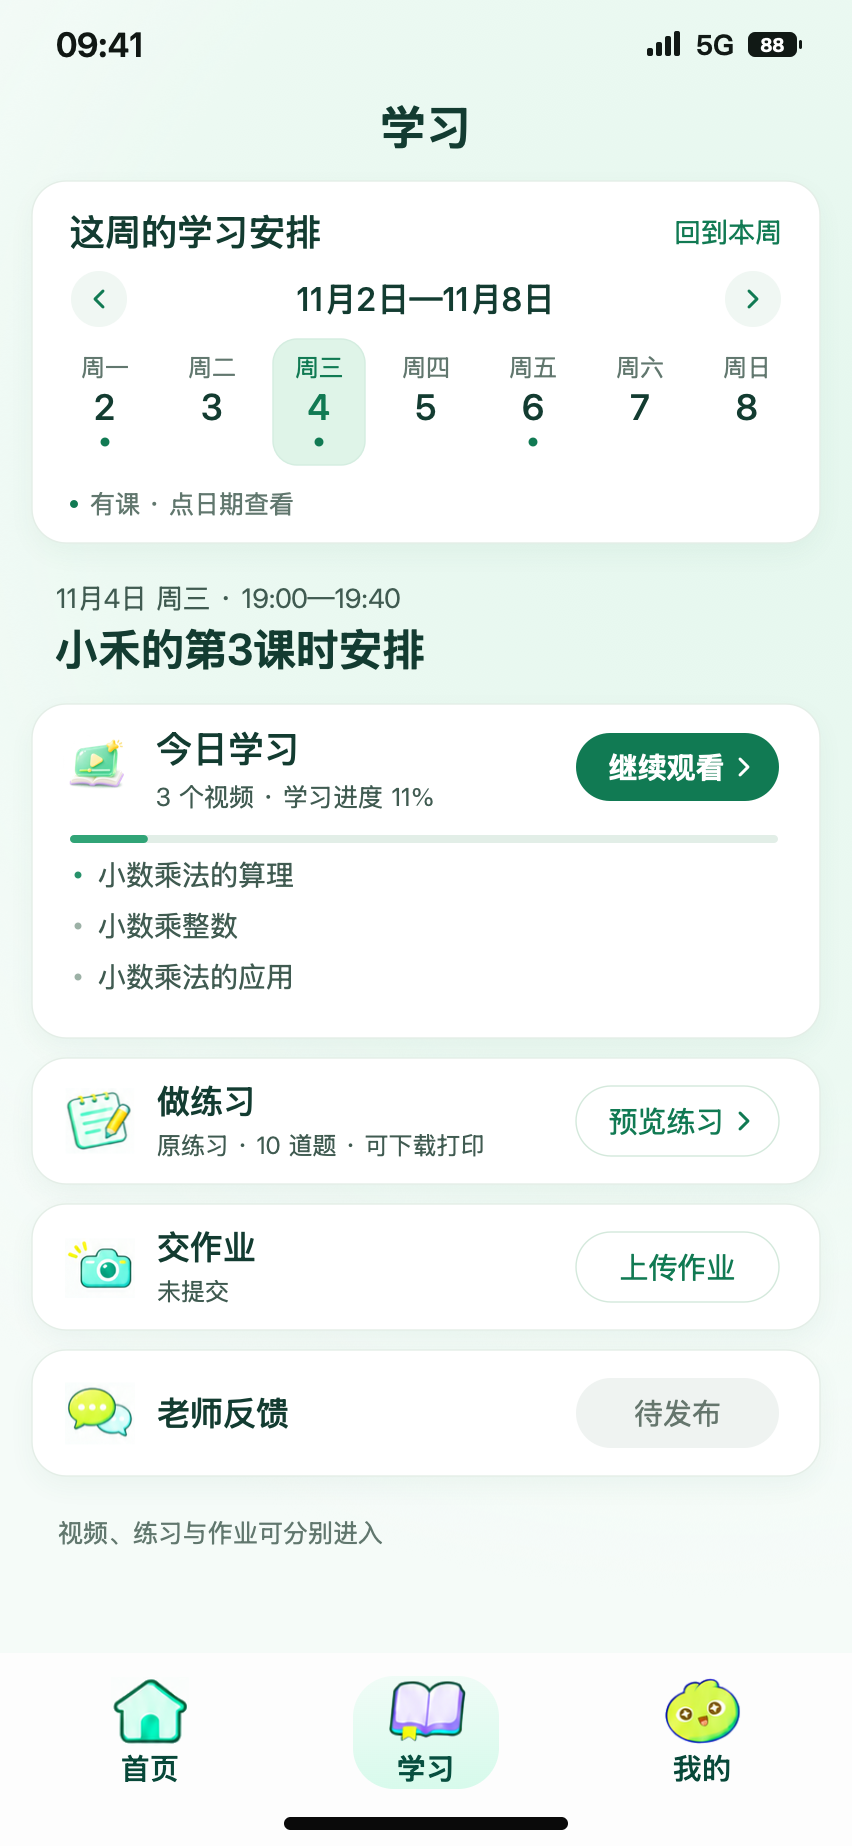 09:41
5G 88
学习
这周的学习安排
回到本周
11月2日—11月8日
周一 周二 周三 周四 周五 周六 周日
2 3 4 5 6 7 8
有课 · 点日期查看
11月4日 周三 · 19:00—19:40
小禾的第3课时安排
今日学习
3 个视频 · 学习进度 11%
继续观看
小数乘法的算理
小数乘整数
小数乘法的应用
做练习
原练习 · 10 道题 · 可下载打印
预览练习
交作业
未提交
上传作业
老师反馈
待发布
视频、练习与作业可分别进入
首页 学习 我的